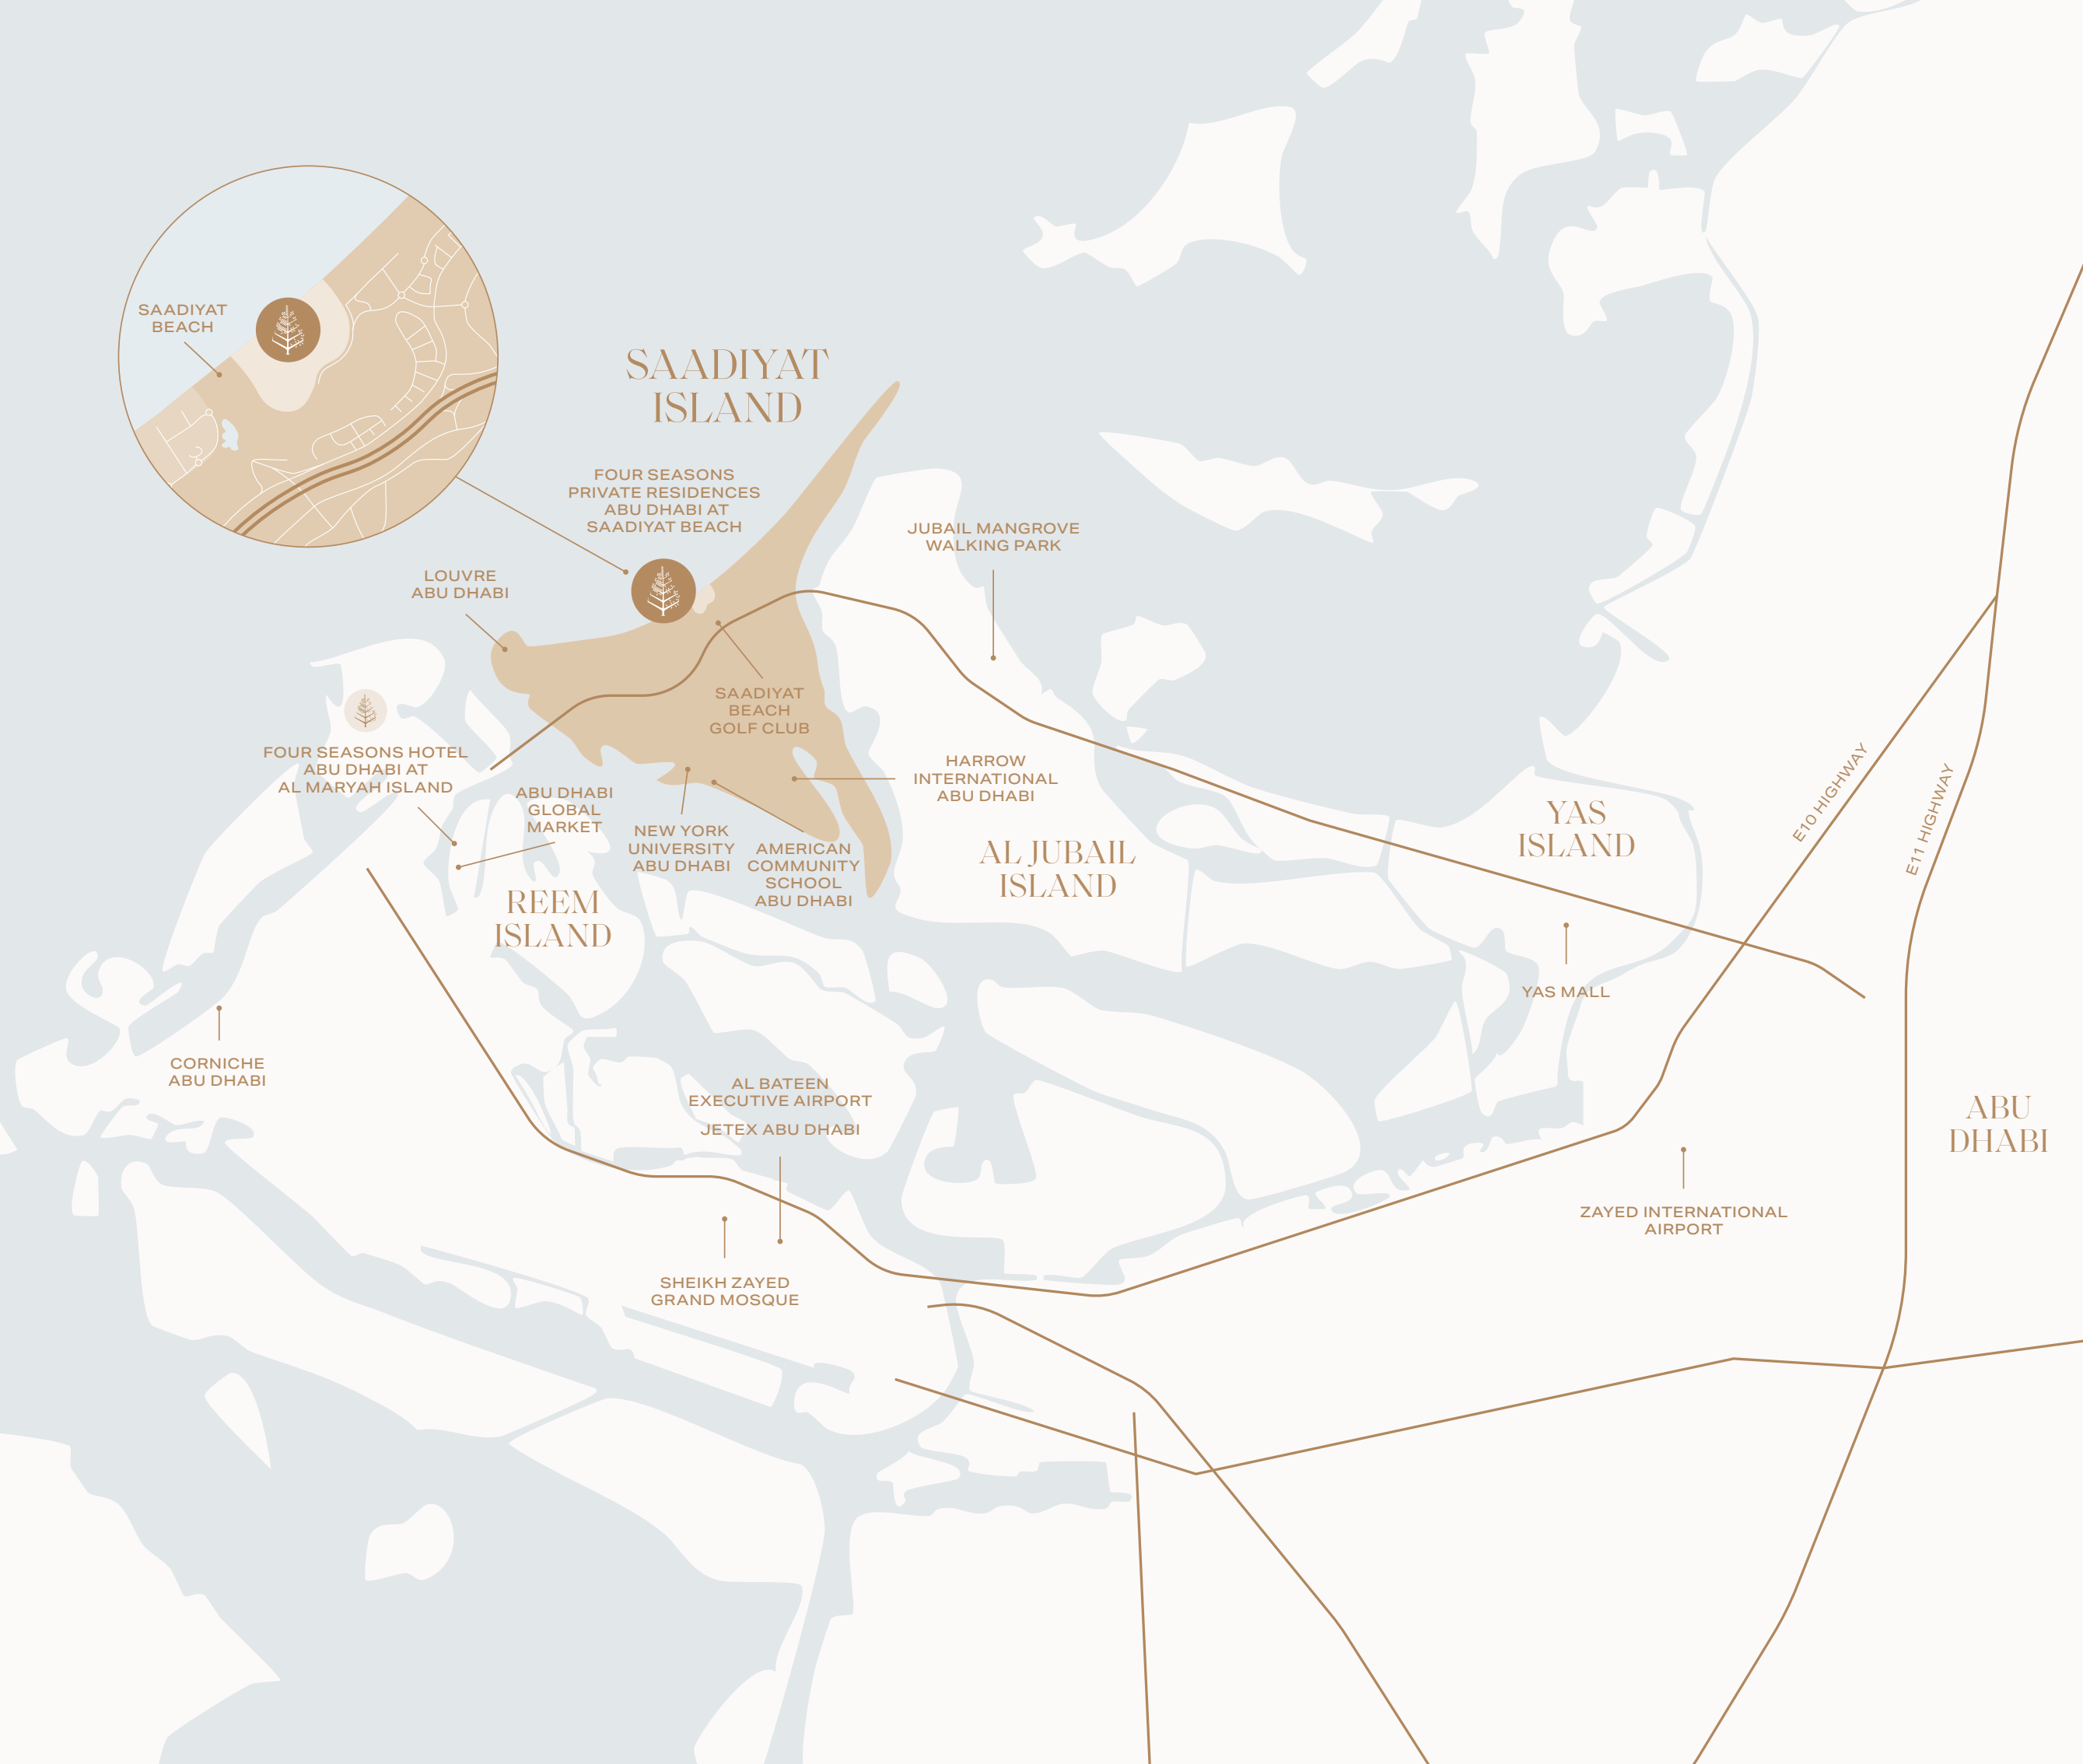 SAADIYAT
BEACH
SAADIYAT
ISLAND
FOUR SEASONS
PRIVATE RESIDENCES
ABU DHABI AT
SAADIYAT BEACH
JUBAIL MANGROVE
WALKING PARK
LOUVRE
ABU DHABI
SAADIYAT
BEACH
GOLF CLUB
FOUR SEASONS HOTEL
ABU DHABI AT
AL MARYAH ISLAND
ABU DHABI
GLOBAL
MARKET
HARROW
INTERNATIONAL
ABU DHABI
NEW YORK
UNIVERSITY
ABU DHABI
AMERICAN
COMMUNITY
SCHOOL
ABU DHABI
AL JUBAIL
ISLAND
YAS
ISLAND
E10 HIGHWAY
E11 HIGHWAY
REEM
ISLAND
YAS MALL
CORNICHE
ABU DHABI
AL BATEEN
EXECUTIVE AIRPORT
JETEX ABU DHABI
ABU
DHABI
ZAYED INTERNATIONAL
AIRPORT
SHEIKH ZAYED
GRAND MOSQUE